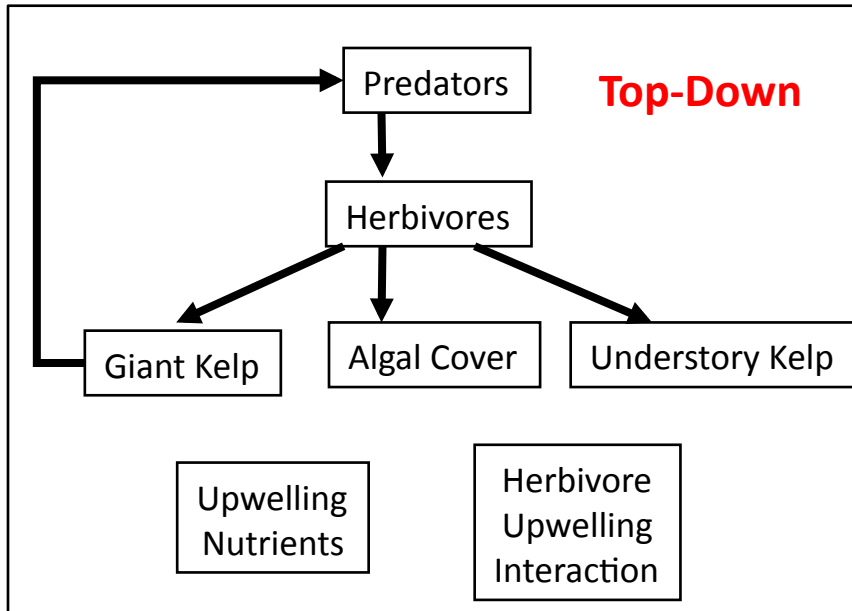 Predators
Top-Down
Herbivores
Giant Kelp
Algal Cover
Understory Kelp
Upwelling
Nutrients
Herbivore
Upwelling
Interaction